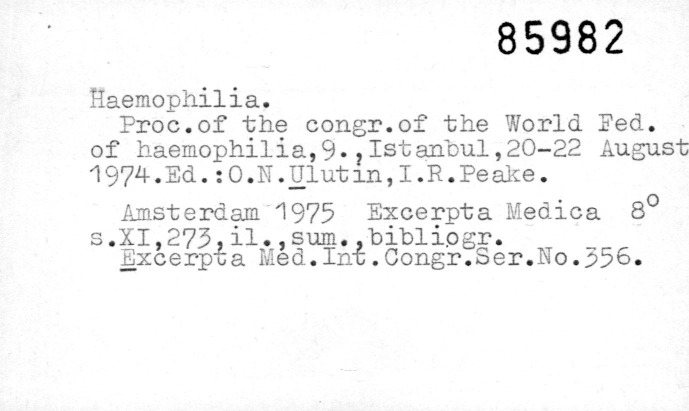 85982
Haemophilia.
Proc.of the congr.of the World Fed.
of haemophilia,9.,Istanbul,20-22 August
1974.Ed.:O.N.Ulutin,I.R.Peake.
Amsterdam 1975 Excerpta Medica 8°
s.XI,273,il.,sum.,bibliogr.
Excerpta Med.Int.Congr.Ser.No.356.